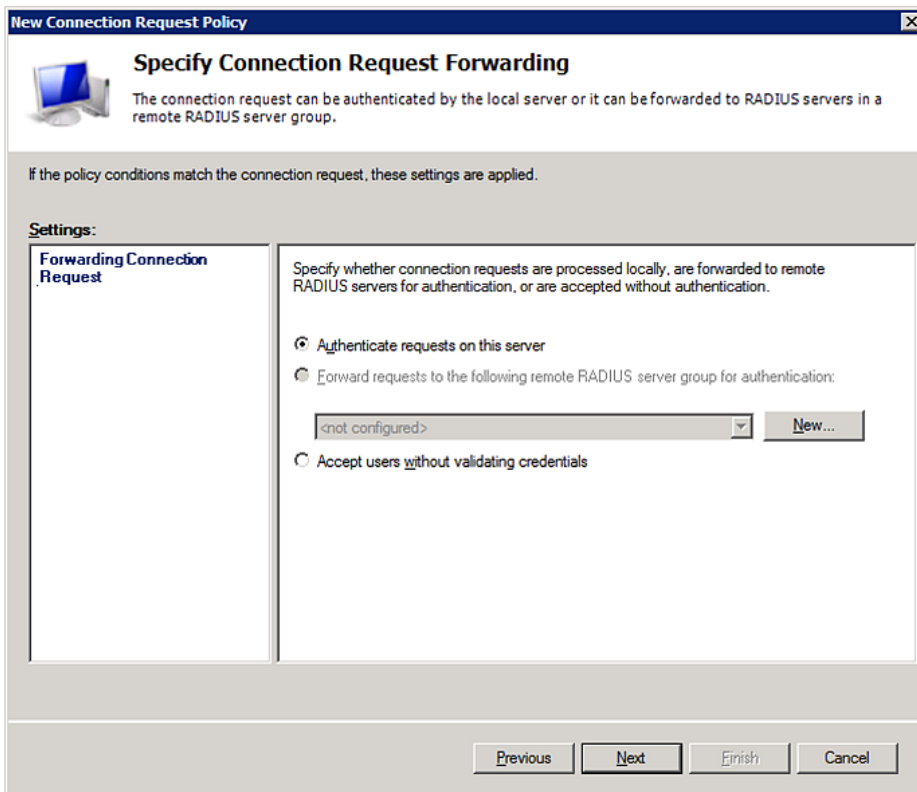 New Connection Request Policy
Specify Connection Request Forwarding
The connection request can be authenticated by the local server or it can be forwarded to RADIUS servers in a
remote RADIUS server group.
If the policy conditions match the connection request, these settings are applied.
Settings:
Forwarding Connection
Request
Specify whether connection requests are processed locally, are forwarded to remote
RADIUS servers for authentication, or are accepted without authentication.
Authenticate requests on this server
Forward requests to the following remote RADIUS server group for authentication:
<not configured>
New...
Accept users without validating credentials
Previous
Next
Finish
Cancel